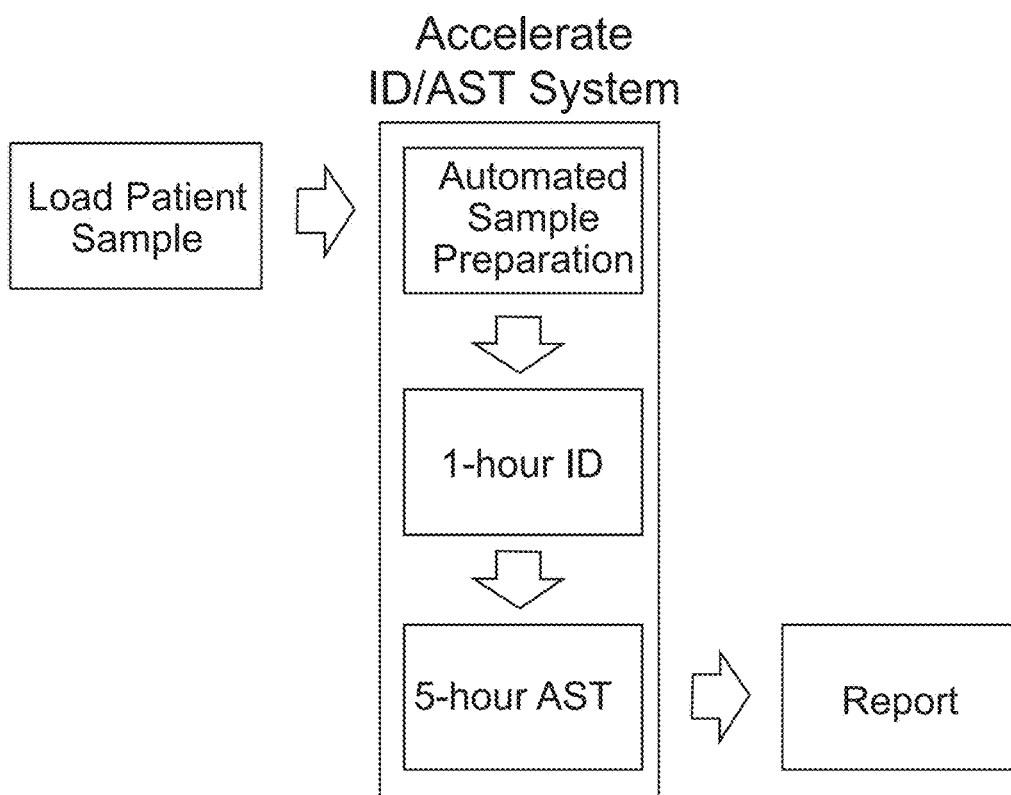 Accelerate
ID/AST System
Load Patient
Sample
Automated
Sample
Preparation
1-hour ID
5-hour AST
Report